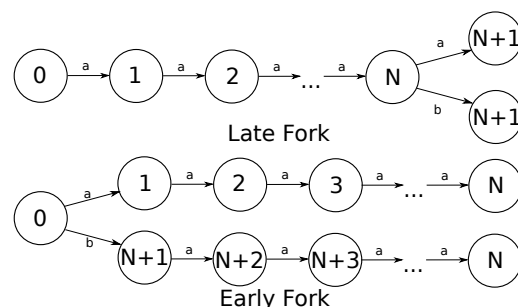 a
N+1
0 a 1 a 2 a ... a N
b
N+1
Late Fork
a 1 a 2 a 3 a ... a N
0
b
N+1 a N+2 a N+3 a ... a N
Early Fork